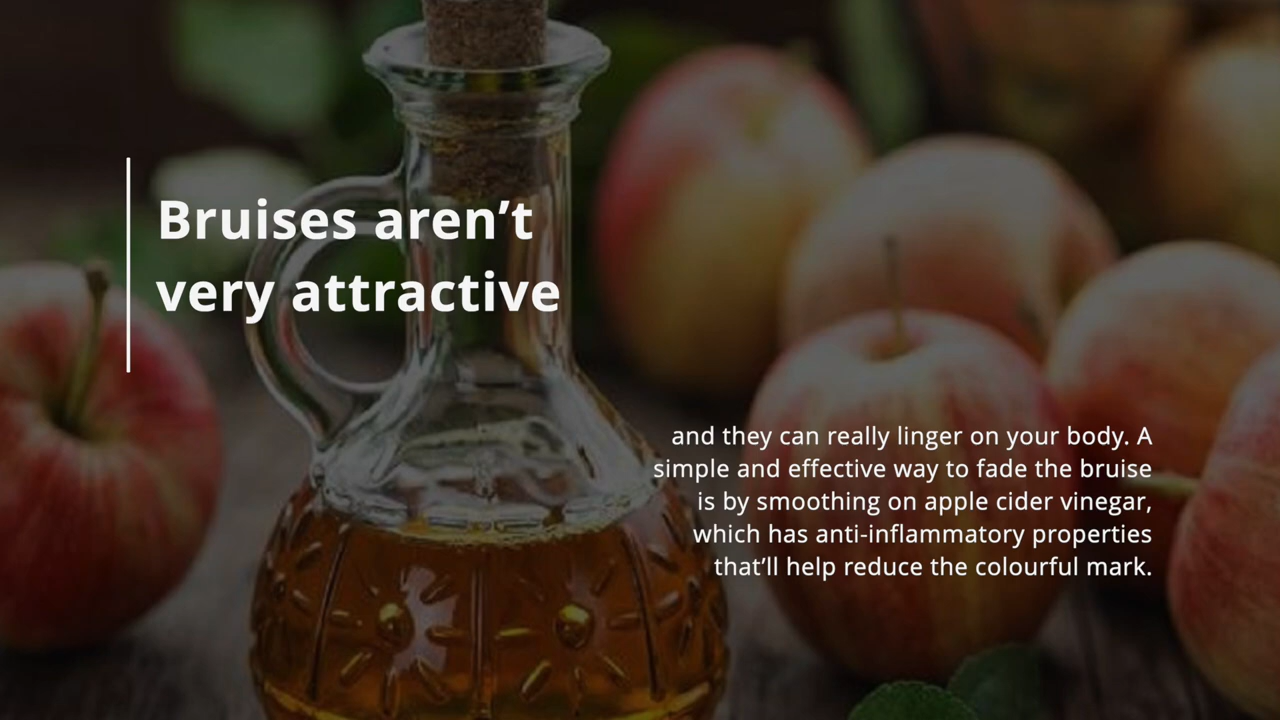 Bruises aren’t
very attractive
and they can really linger on your body. A
simple and effective way to fade the bruise
is by smoothing on apple cider vinegar,
which has anti-inflammatory properties
that’ll help reduce the colourful mark.